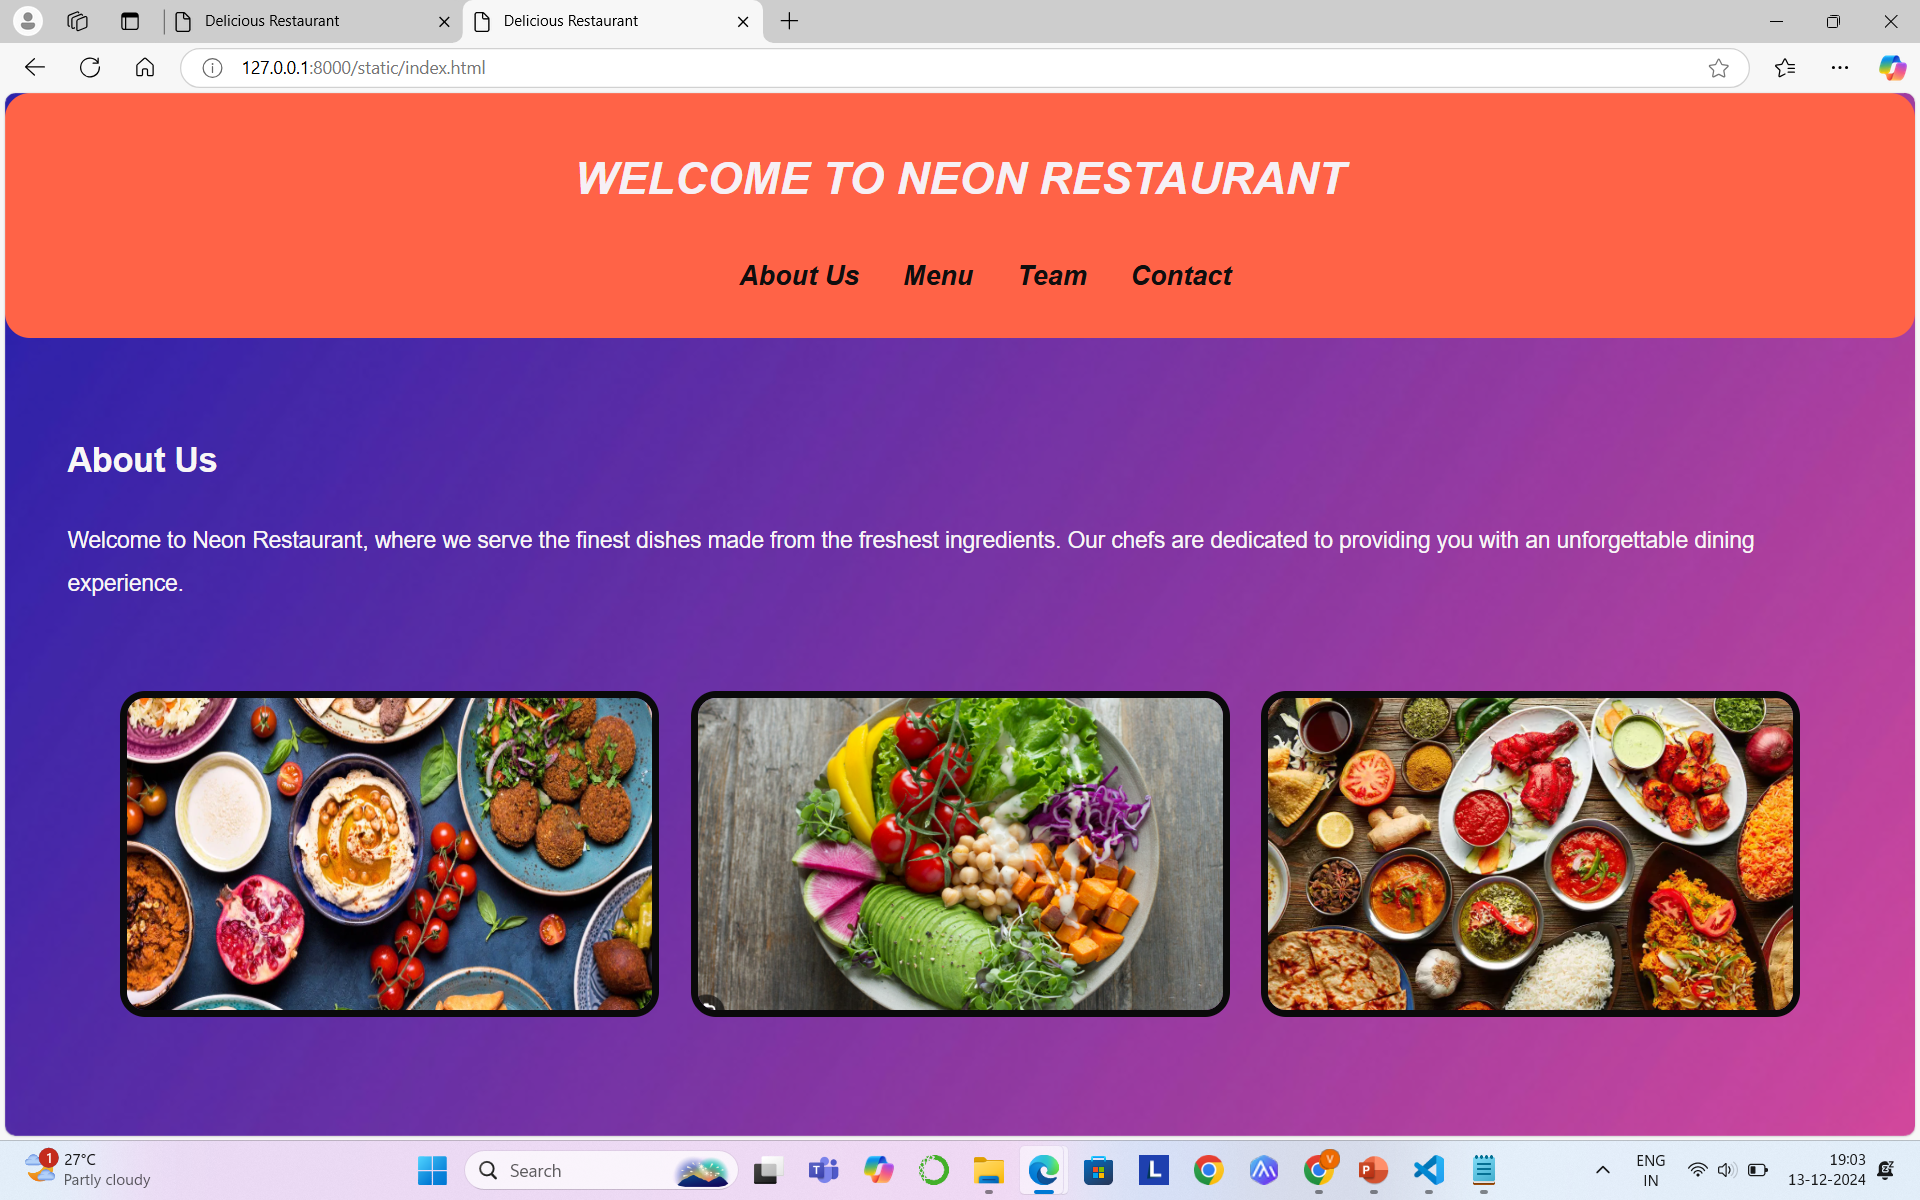 Delicious Restaurant
Delicious Restaurant
127.0.0.1:8000/static/index.html
WELCOME TO NEON RESTAURANT
About Us Menu Team Contact
About Us
Welcome to Neon Restaurant, where we serve the finest dishes made from the freshest ingredients. Our chefs are dedicated to providing you with an unforgettable dining
experience.
1
27°C
Partly cloudy
Search
T
L
V
P
ENG
IN
19:03
13-12-2024